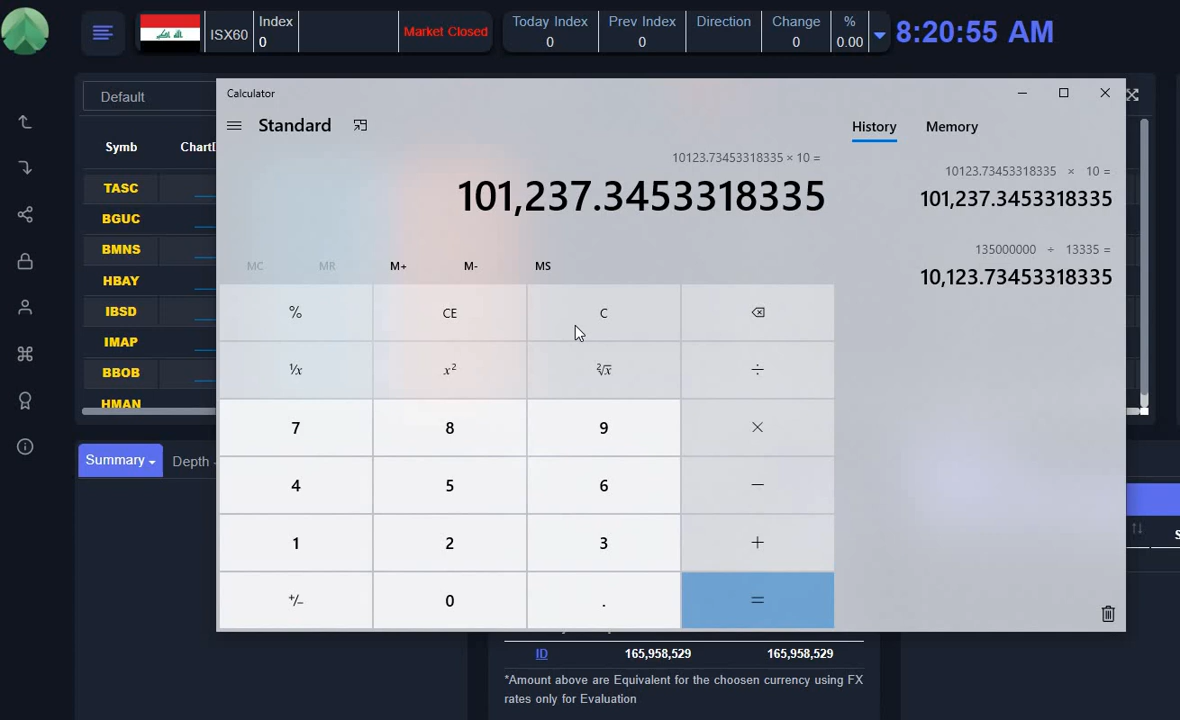 ISX60
Index
0
Market Closed
Today Index
0
Prev Index
0
Direction
Change
0
%
0.00
8:20:55 AM
Default
Symb
TASC
BGUC
BMNS
HBAY
IBSD
IMAP
BBOB
HMAN
Summary
Depth
Calculator
Standard
10123.73453318335 × 10 =
101,237.3453318335
MC MR M+ M- MS
% CE C
¹/x x² ²√x ÷
7 8 9 ×
4 5 6 −
1 2 3 +
+/− 0 . =
History Memory
10123.73453318335 × 10 =
101,237.3453318335
135000000 ÷ 13335 =
10,123.73453318335
ID 165,958,529 165,958,529
*Amount above are Equivalent for the choosen currency using FX
rates only for Evaluation